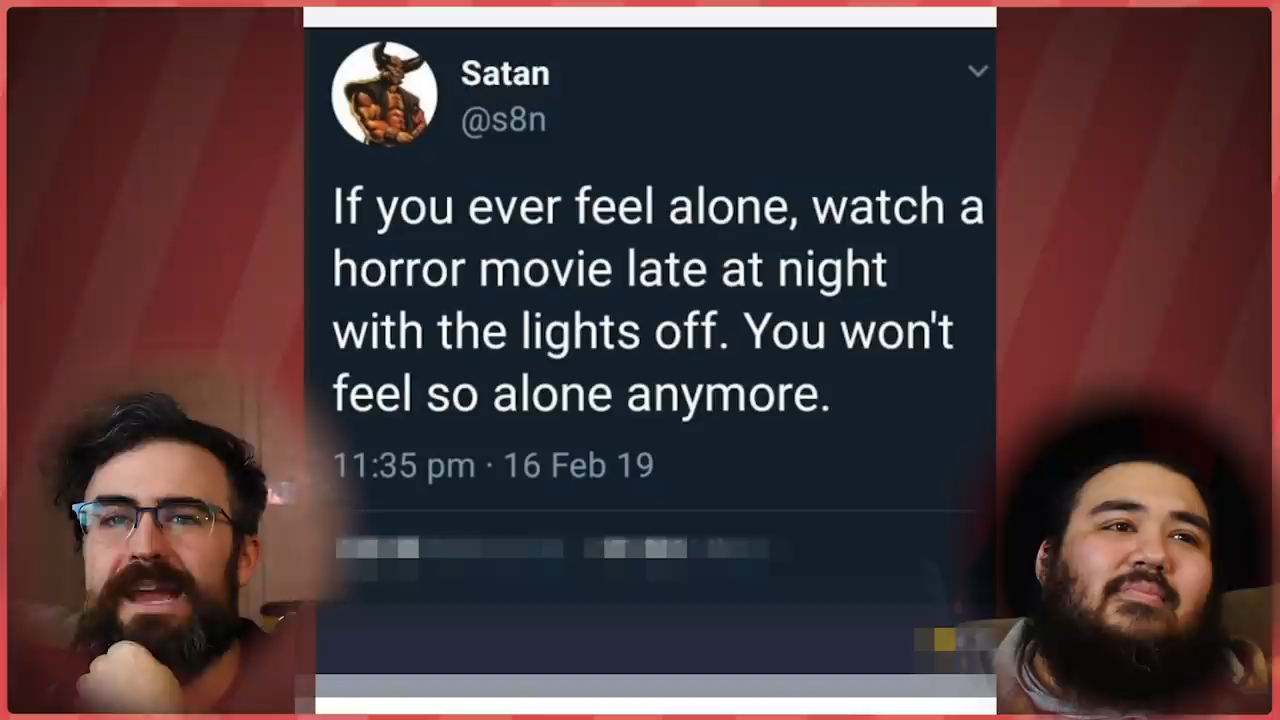 Satan
@s8n
If you ever feel alone, watch a
horror movie late at night
with the lights off. You won't
feel so alone anymore.
11:35 pm · 16 Feb 19